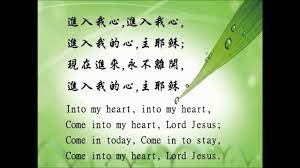 進入我心,進入我心,
進入我的心,主耶穌;
現在進來,永不離開,
進入我的心,主耶穌。
Into my heart, into my heart,
Come into my heart, Lord Jesus;
Come in today, Come in to stay,
Come into my heart, Lord Jesus.